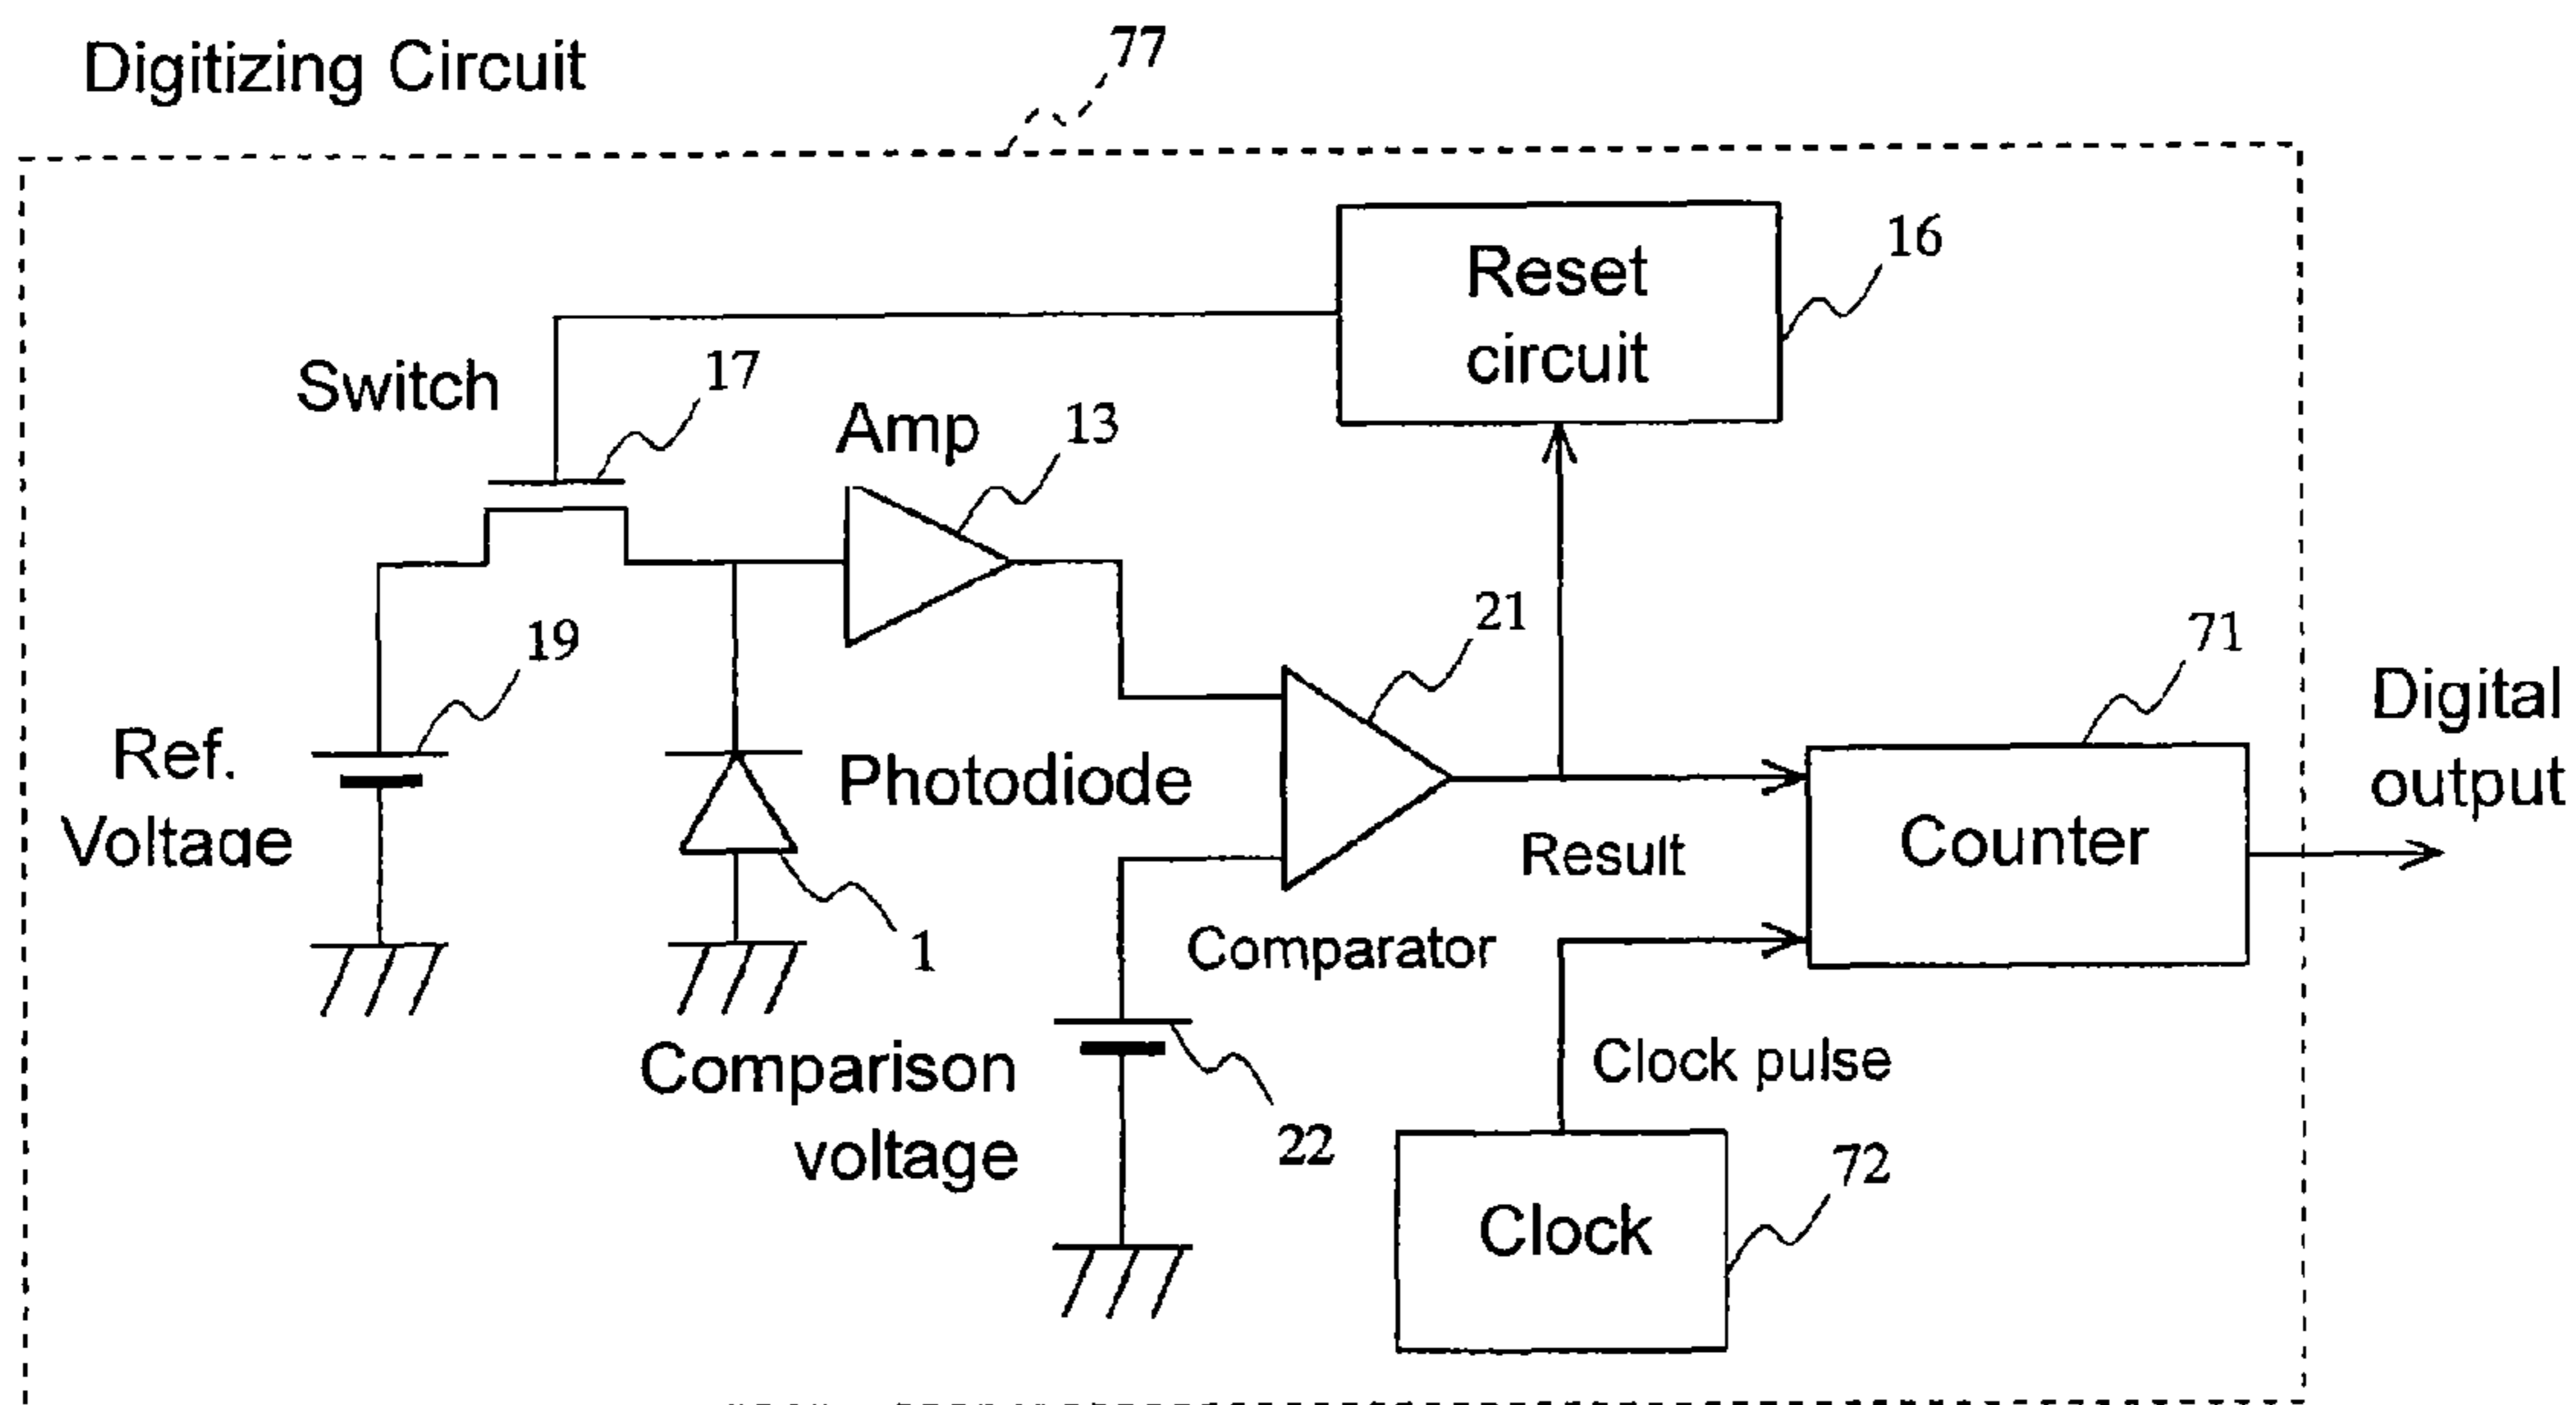 Digitizing Circuit
77
Reset
circuit
16
Switch
17
Amp
13
Ref.
Voltage
19
Photodiode
1
21
Comparator
Result
71
Counter
Digital
output
Comparison
voltage
22
Clock pulse
Clock
72